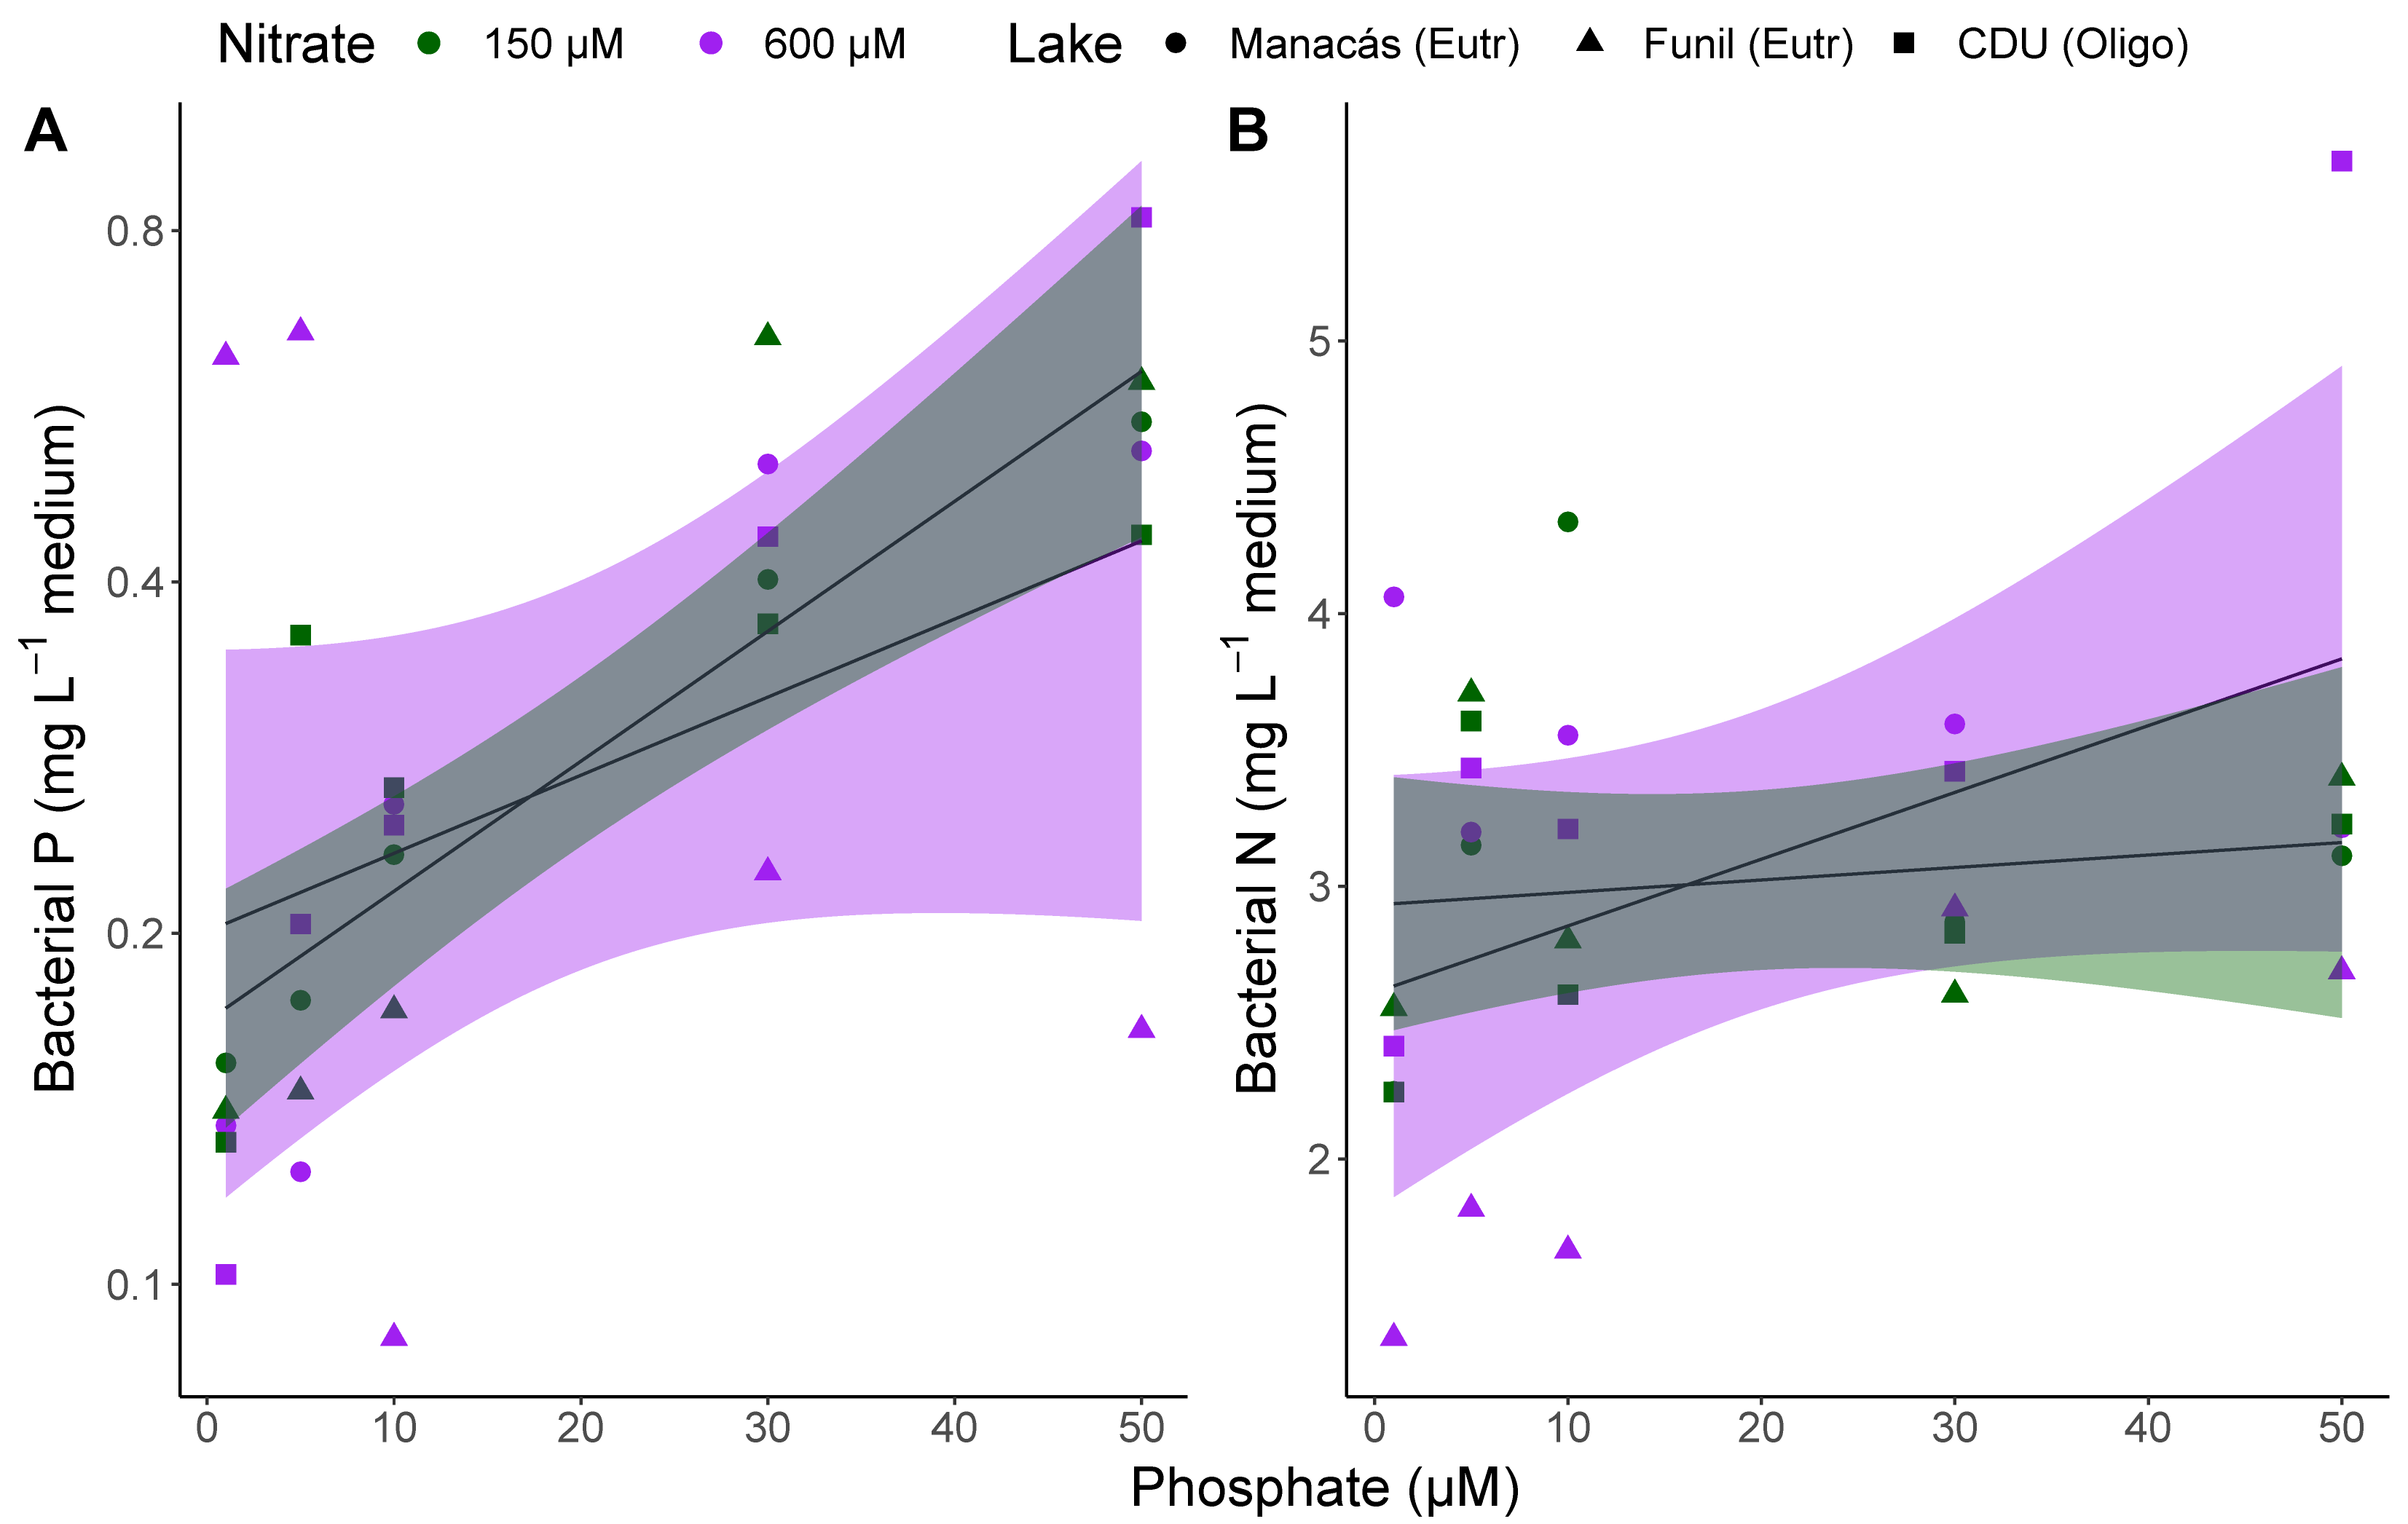 Nitrate 150 µM 600 µM Lake Manacás (Eutr) Funil (Eutr) CDU (Oligo)
A
Bacterial P (mg L⁻¹ medium)
0.8
0.4
0.2
0.1
0 10 20 30 40 50
B
Bacterial N (mg L⁻¹ medium)
5
4
3
2
0 10 20 30 40 50
Phosphate (µM)